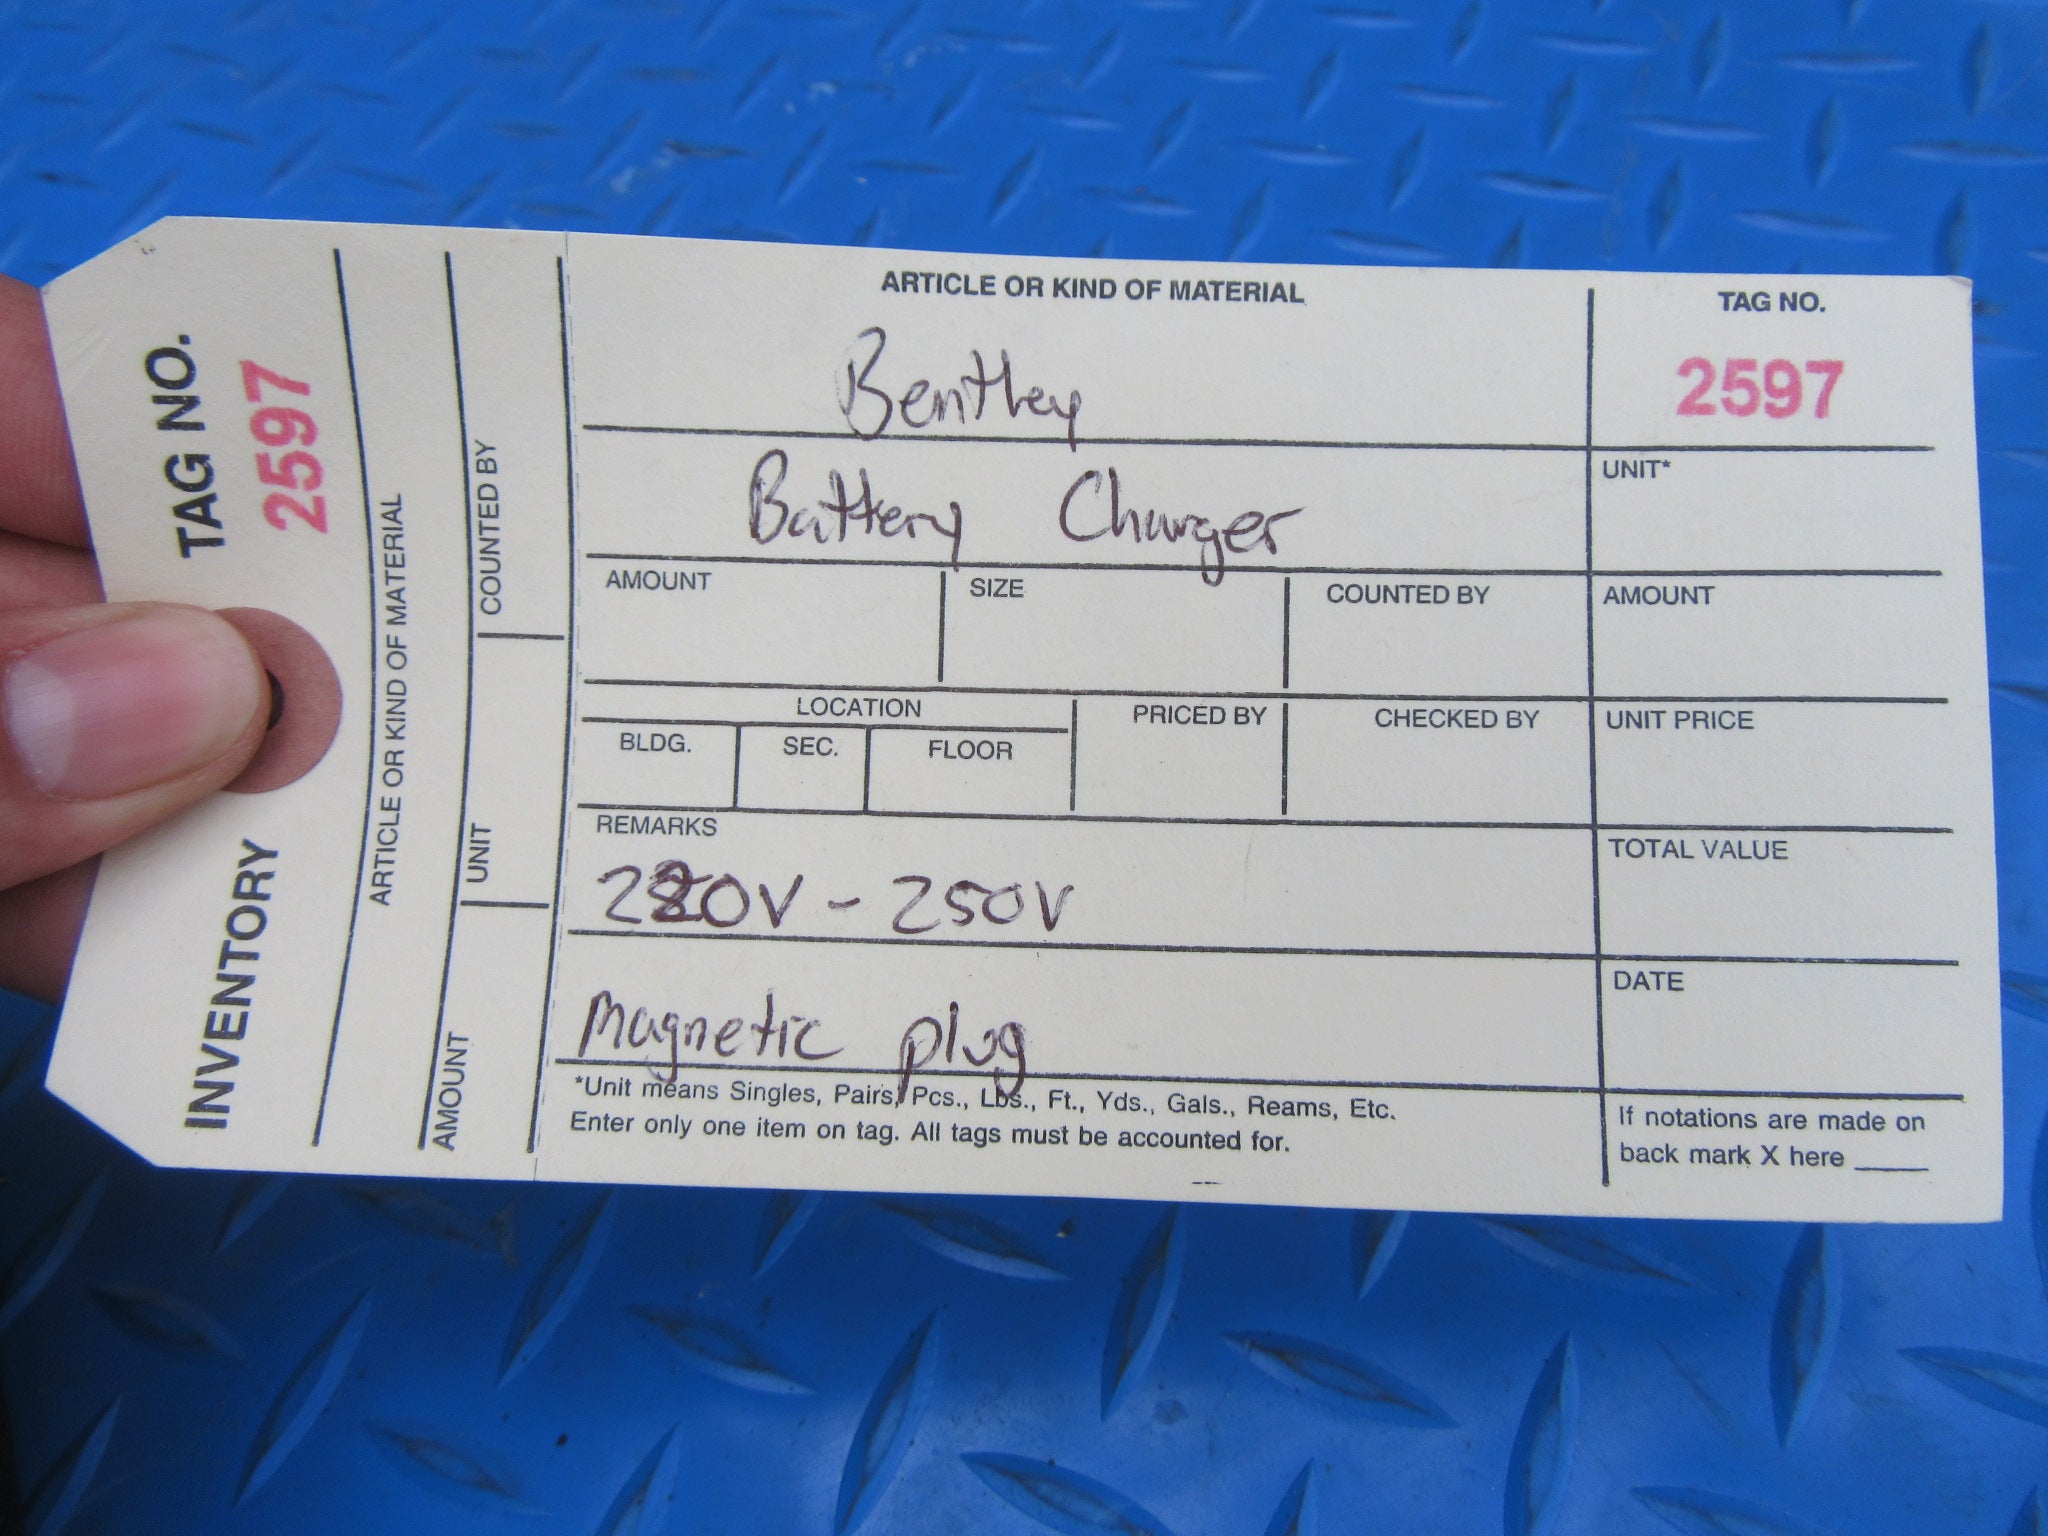 TAG NO.
2597
INVENTORY
ARTICLE OR KIND OF MATERIAL
COUNTED BY
UNIT
AMOUNT
ARTICLE OR KIND OF MATERIAL
Bentley
Battery Charger
TAG NO.
2597
UNIT*
AMOUNT
SIZE
COUNTED BY
AMOUNT
LOCATION
BLDG.
SEC.
FLOOR
PRICED BY
CHECKED BY
UNIT PRICE
REMARKS
220V - 250V
TOTAL VALUE
Magnetic plug
DATE
*Unit means Singles, Pairs, Pcs., Lbs., Ft., Yds., Gals., Reams, Etc.
Enter only one item on tag. All tags must be accounted for.
If notations are made on
back mark X here ____